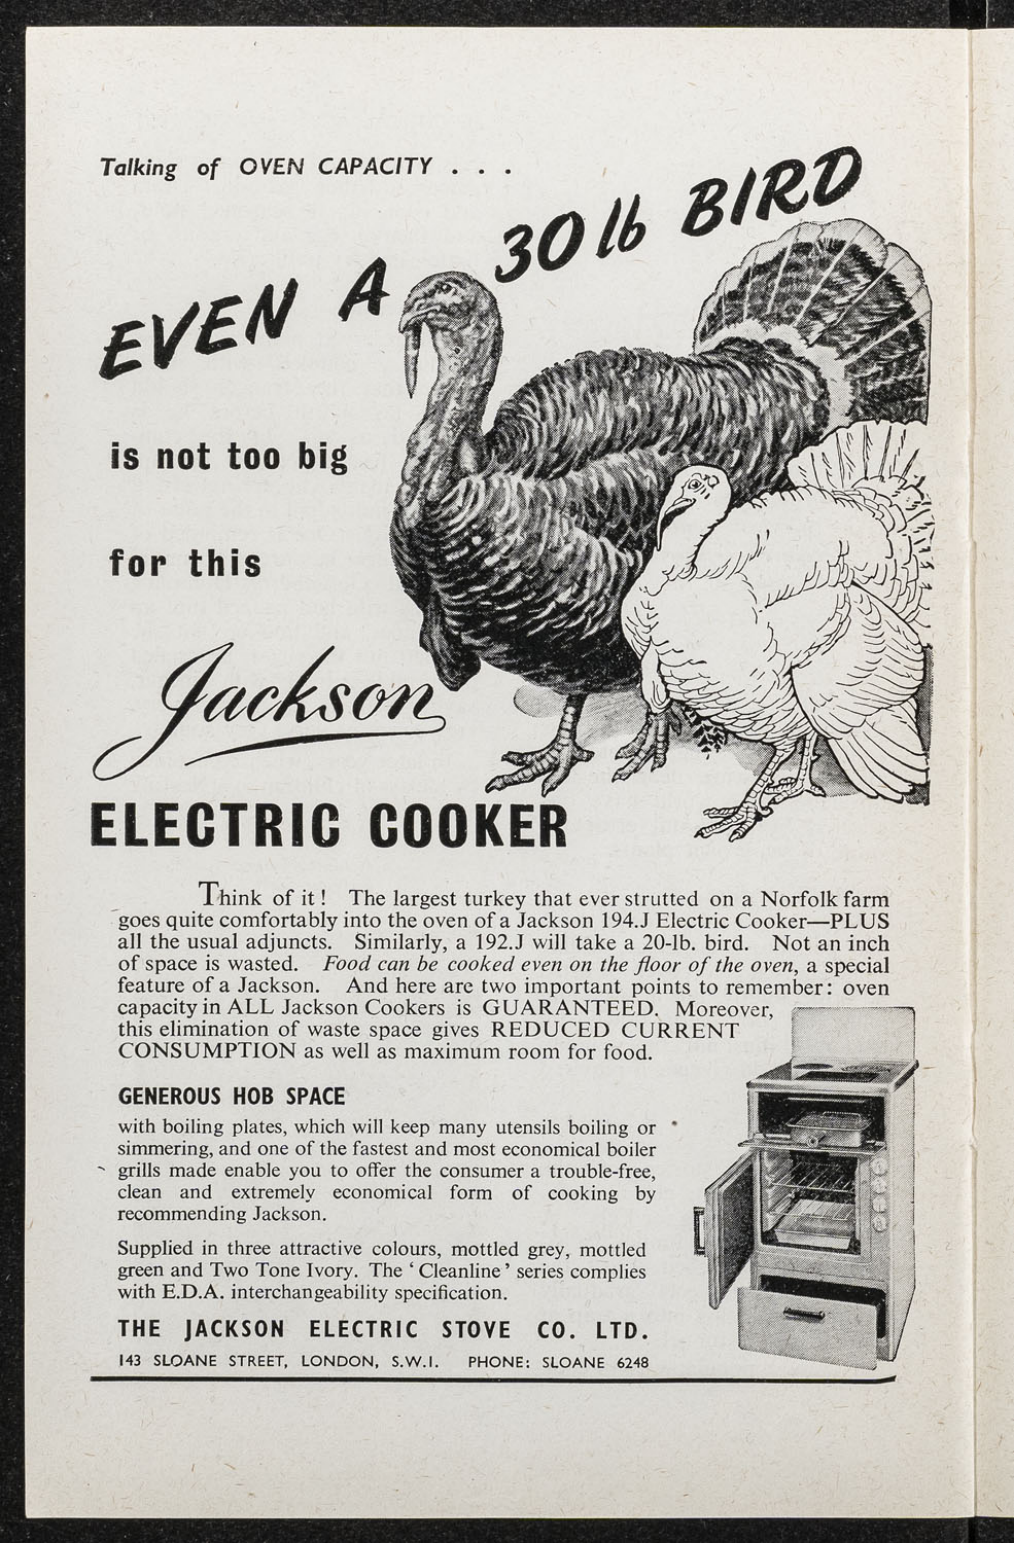 Talking of OVEN CAPACITY . . .
EVEN A 30 lb BIRD
is not too big
for this
Jackson
ELECTRIC COOKER
Think of it! The largest turkey that ever strutted on a Norfolk farm
goes quite comfortably into the oven of a Jackson 194.J Electric Cooker—PLUS
all the usual adjuncts. Similarly, a 192.J will take a 20-lb. bird. Not an inch
of space is wasted. Food can be cooked even on the floor of the oven, a special
feature of a Jackson. And here are two important points to remember: oven
capacity in ALL Jackson Cookers is GUARANTEED. Moreover,
this elimination of waste space gives REDUCED CURRENT
CONSUMPTION as well as maximum room for food.
GENEROUS HOB SPACE
with boiling plates, which will keep many utensils boiling or
simmering, and one of the fastest and most economical boiler
grills made enable you to offer the consumer a trouble-free,
clean and extremely economical form of cooking by
recommending Jackson.
Supplied in three attractive colours, mottled grey, mottled
green and Two Tone Ivory. The ‘Cleanline’ series complies
with E.D.A. interchangeability specification.
THE JACKSON ELECTRIC STOVE CO. LTD.
143 SLOANE STREET, LONDON, S.W.1. PHONE: SLOANE 6248